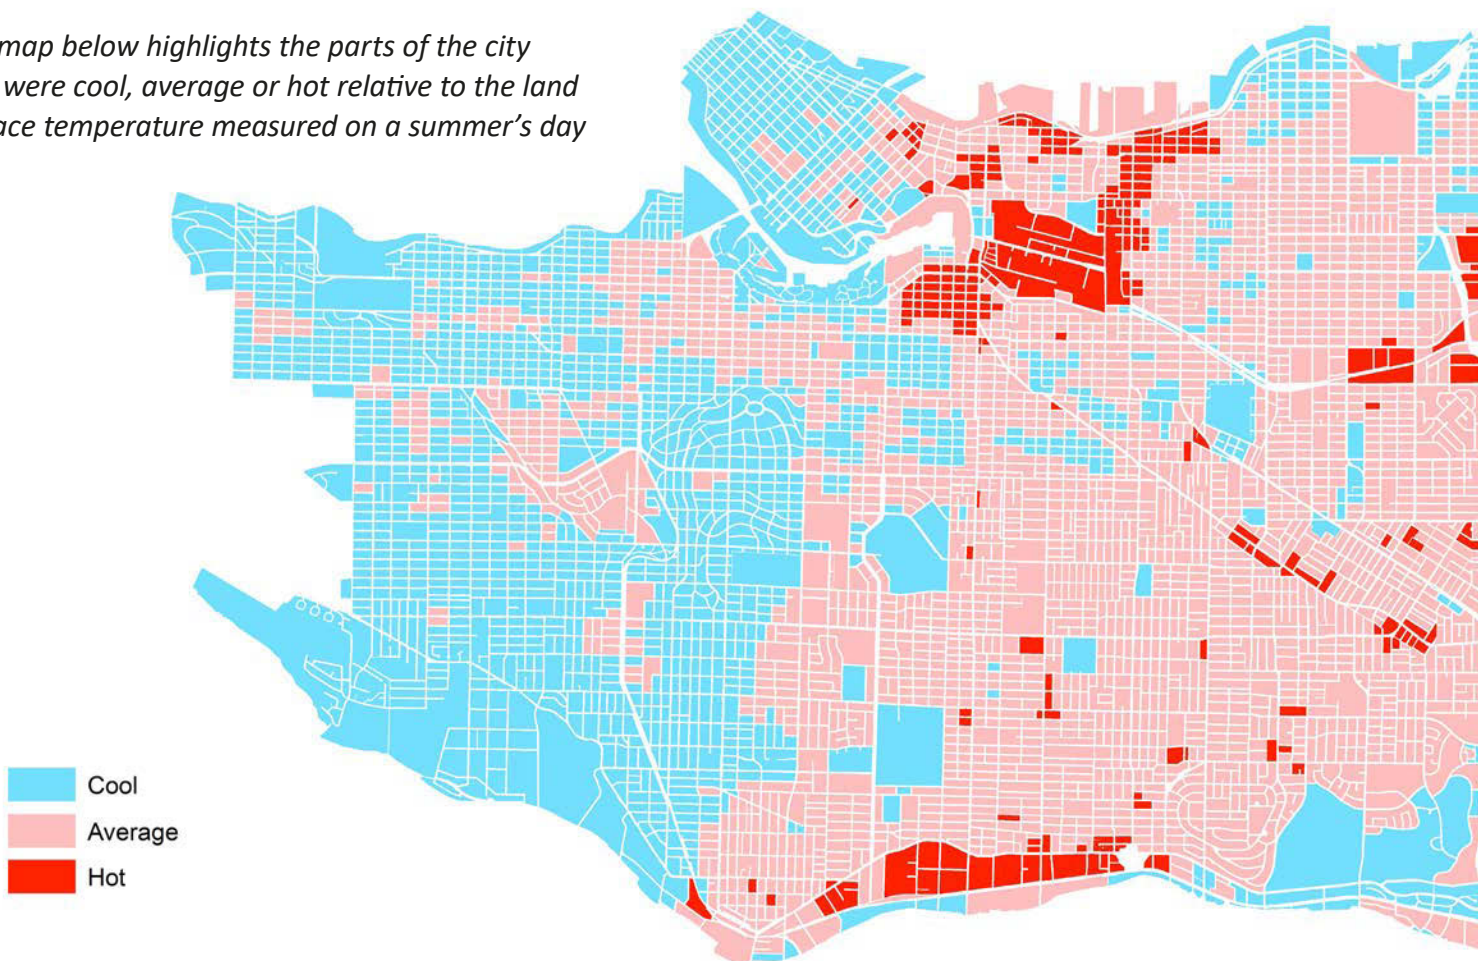 map below highlights the parts of the city
were cool, average or hot relative to the land
ace temperature measured on a summer's day
Cool
Average
Hot